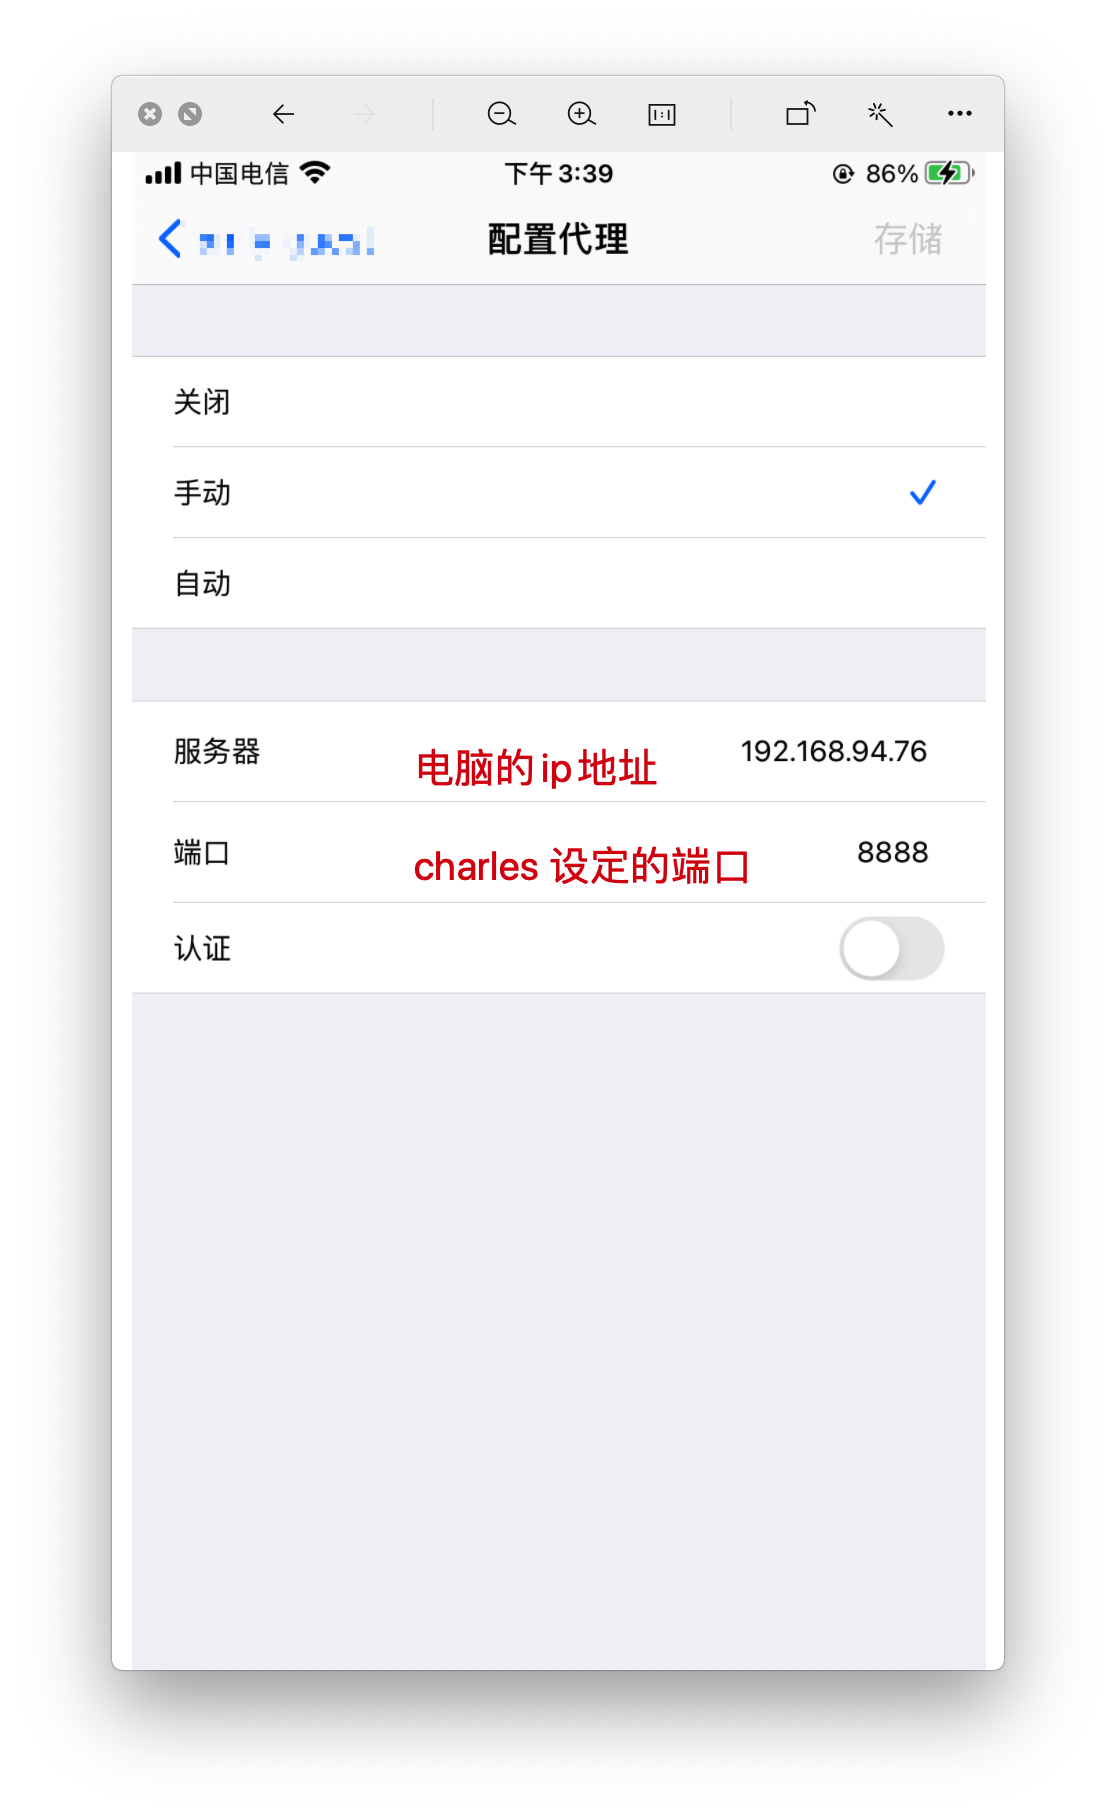 中国电信
下午 3:39
86%
配置代理
存储
关闭
手动
自动
服务器
电脑的ip地址
192.168.94.76
端口
charles 设定的端口
8888
认证